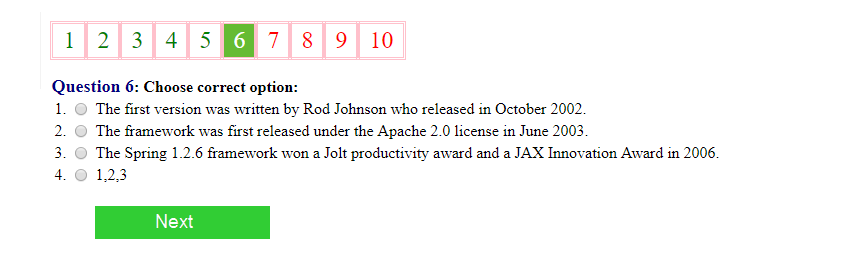 1 2 3 4 5 6 7 8 9 10
Question 6: Choose correct option:
1. The first version was written by Rod Johnson who released in October 2002.
2. The framework was first released under the Apache 2.0 license in June 2003.
3. The Spring 1.2.6 framework won a Jolt productivity award and a JAX Innovation Award in 2006.
4. 1,2,3
Next